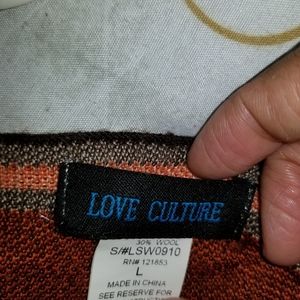 LOVE CULTURE
30% WOOL
S/#LSW0910
RN# 121853
L
MADE IN CHINA
SEE RESERVE FOR